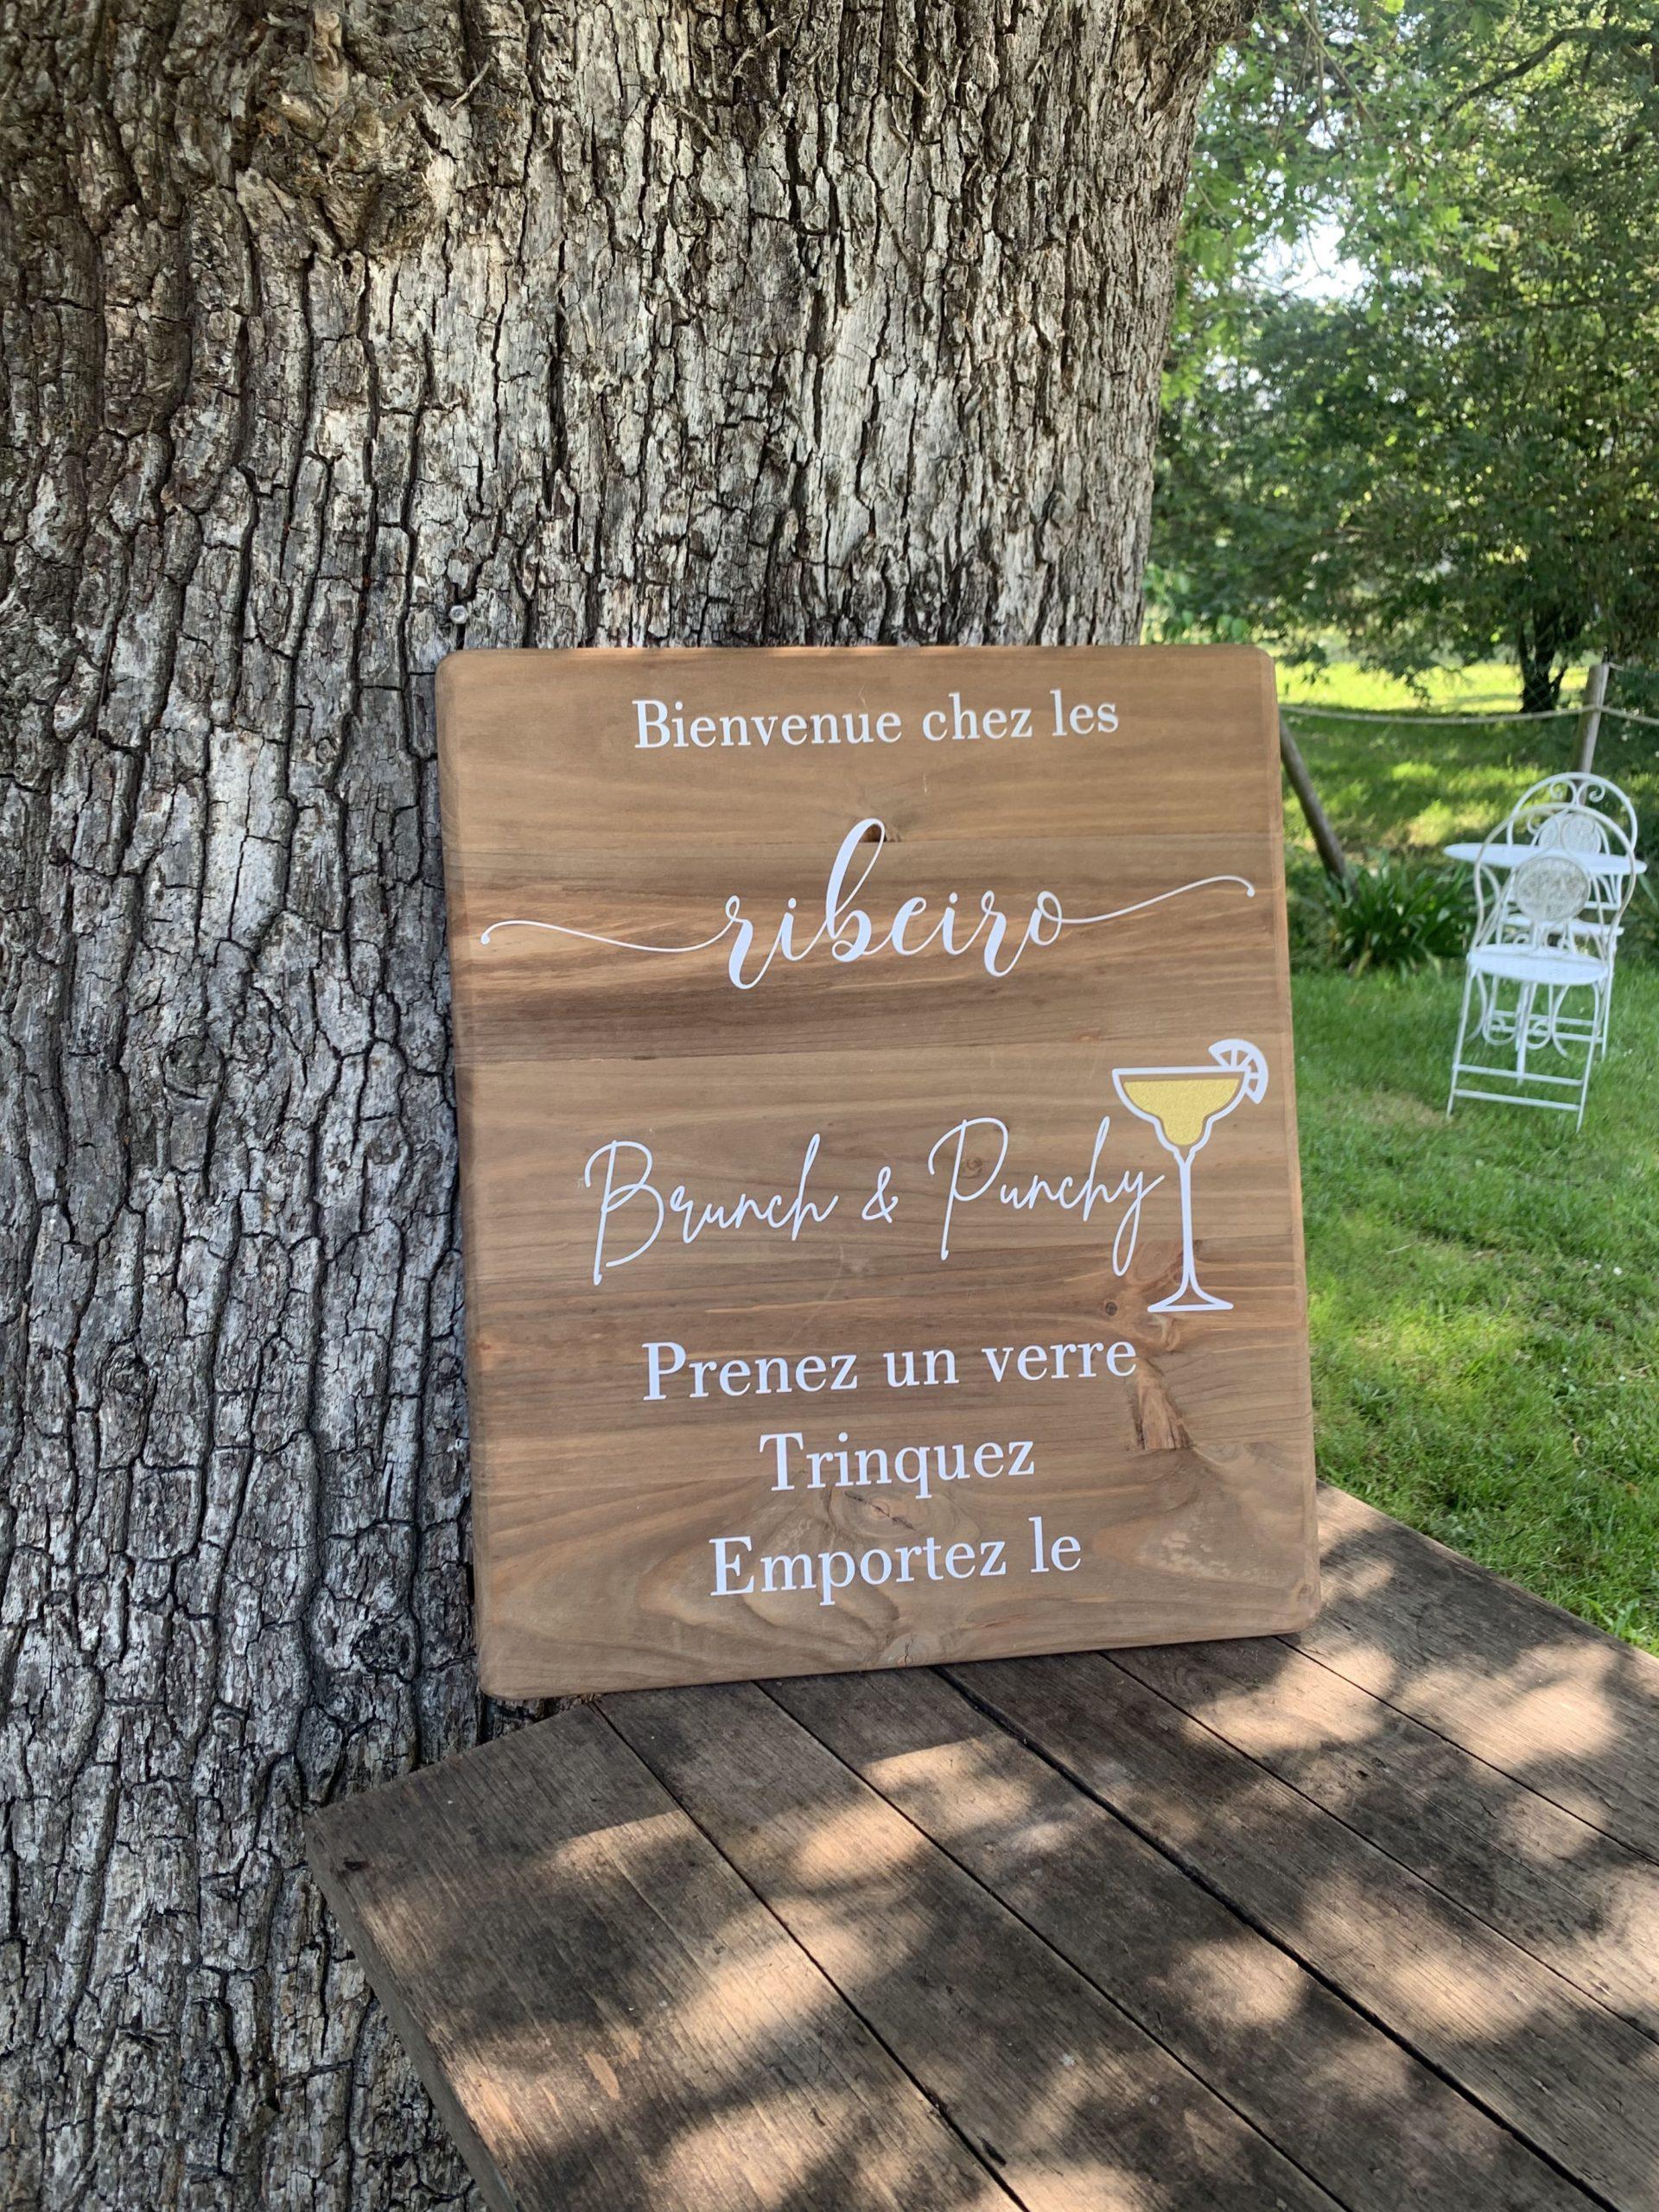 Bienvenue chez les
ribeiro
Brunch & Punchy
Prenez un verre
Trinquez
Emportez le